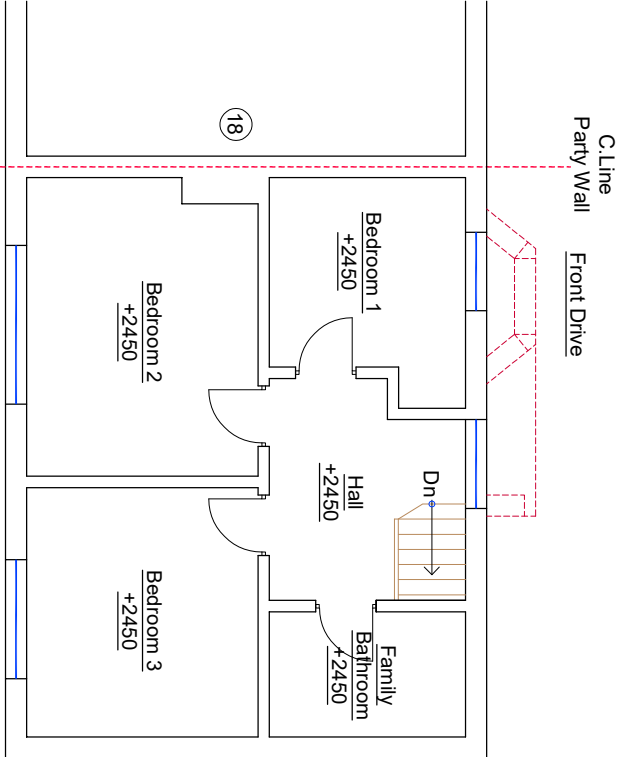 C.Line
Party Wall
Front Drive
18
Bedroom 1
+2450
Bedroom 2
+2450
Dn
Hall
+2450
Bedroom 3
+2450
Family
Bathroom
+2450